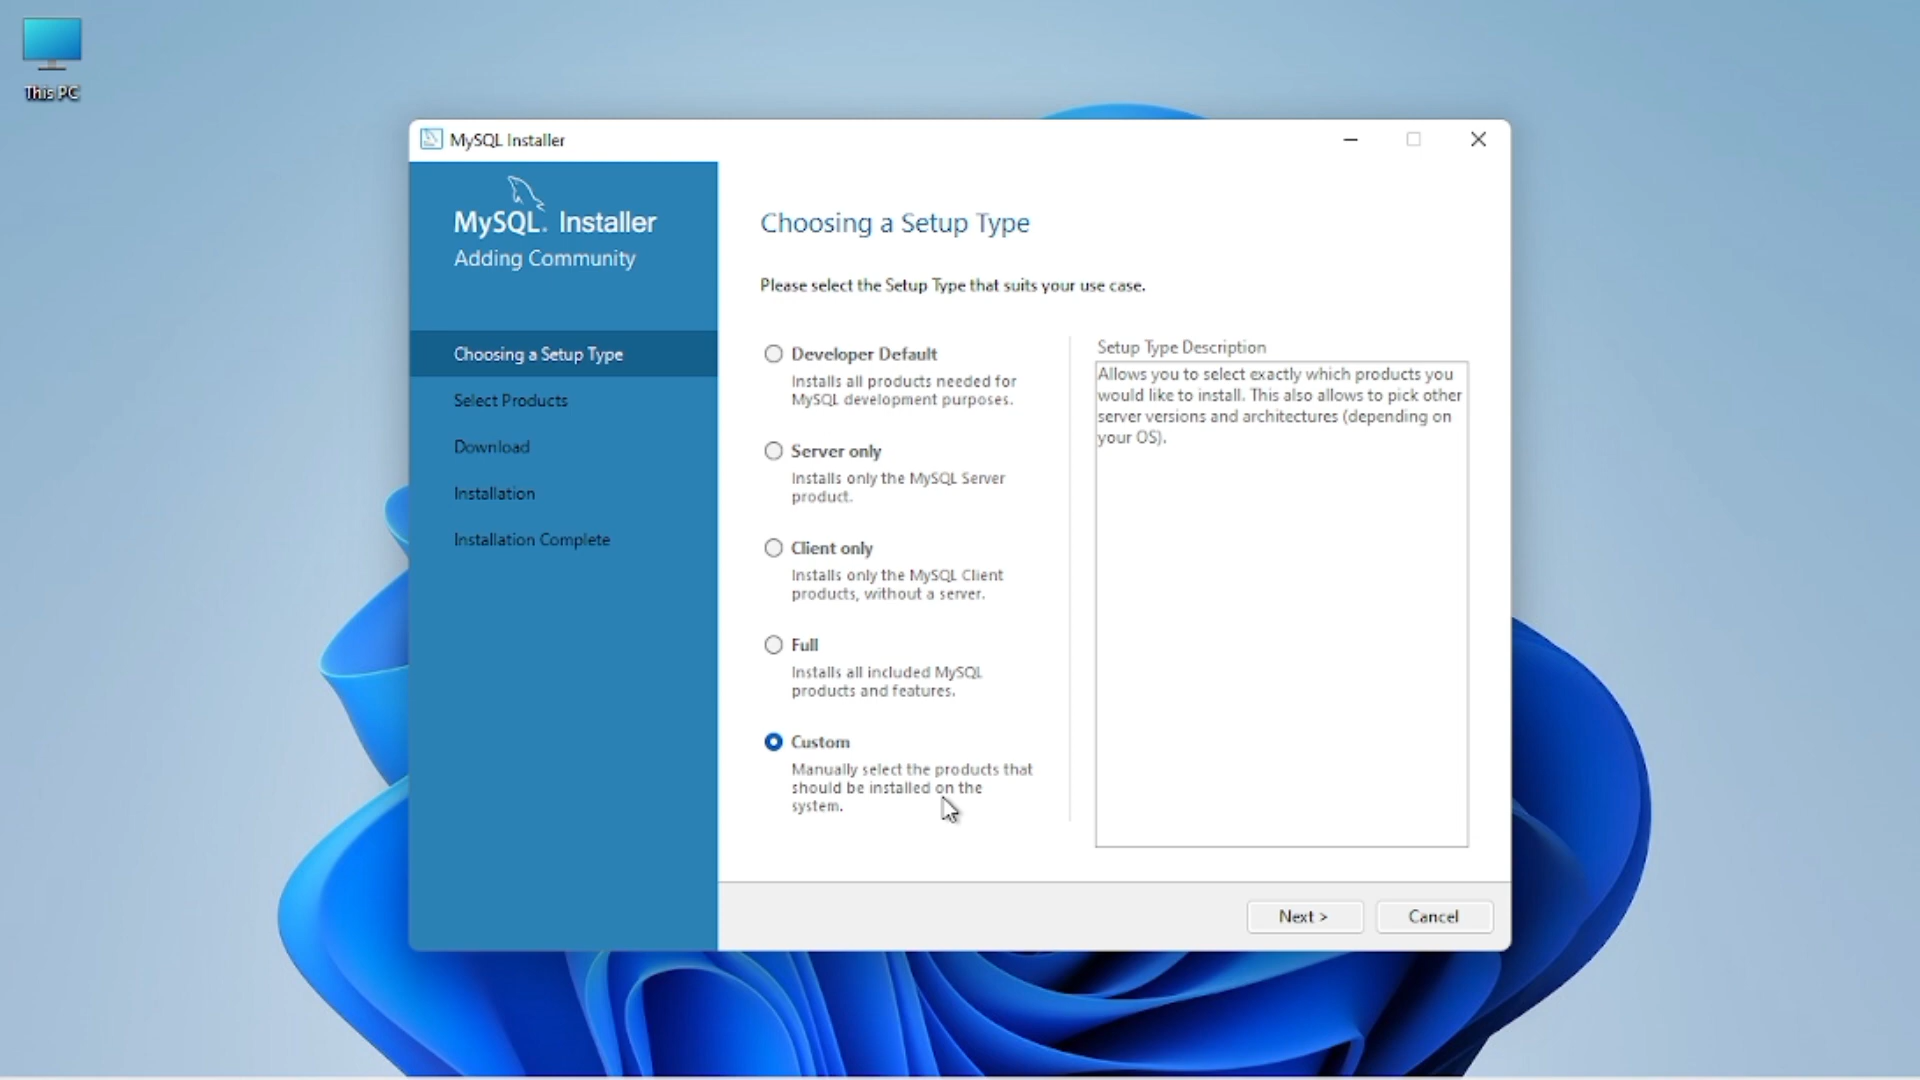 This PC
MySQL Installer
MySQL. Installer
Adding Community
Choosing a Setup Type
Select Products
Download
Installation
Installation Complete
Choosing a Setup Type
Please select the Setup Type that suits your use case.
Developer Default
Installs all products needed for
MySQL development purposes.
Server only
Installs only the MySQL Server
product.
Client only
Installs only the MySQL Client
products, without a server.
Full
Installs all included MySQL
products and features.
Custom
Manually select the products that
should be installed on the
system.
Setup Type Description
Allows you to select exactly which products you
would like to install. This also allows to pick other
server versions and architectures (depending on
your OS).
Next >
Cancel